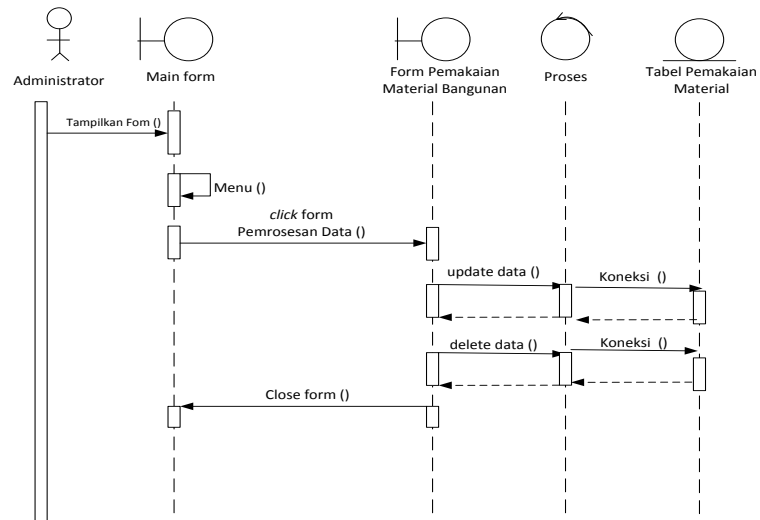 Administrator
Main form
Form Pemakaian
Material Bangunan
Proses
Tabel Pemakaian
Material
Tampilkan Fom ()
Menu ()
click form
Pemrosesan Data ()
update data ()
Koneksi ()
delete data ()
Koneksi ()
Close form ()